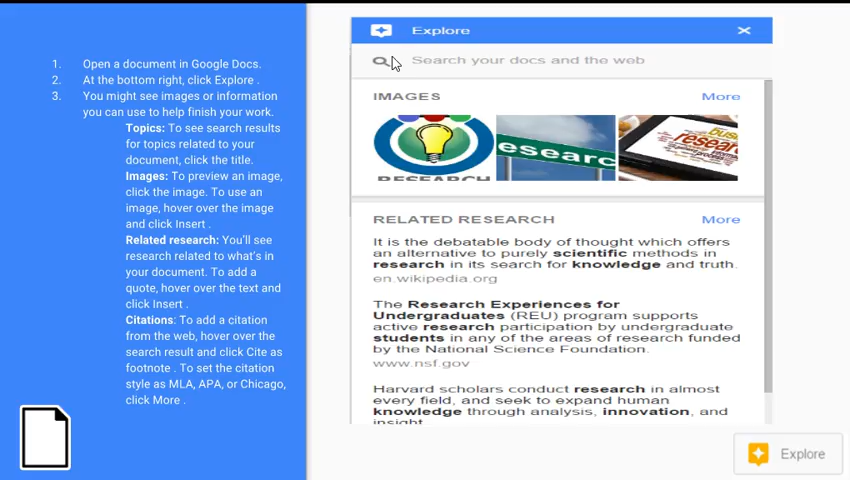 1. Open a document in Google Docs.
2. At the bottom right, click Explore .
3. You might see images or information
you can use to help finish your work.
Topics: To see search results
for topics related to your
document, click the title.
Images: To preview an image,
click the image. To use an
image, hover over the image
and click Insert .
Related research: You'll see
research related to what's in
your document. To add a
quote, hover over the text and
click Insert .
Citations: To add a citation
from the web, hover over the
search result and click Cite as
footnote . To set the citation
style as MLA, APA, or Chicago,
click More .
Explore
Search your docs and the web
IMAGES More
RESEARCH
esearc
research
RELATED RESEARCH More
It is the debatable body of thought which offers
an alternative to purely scientific methods in
research in its search for knowledge and truth.
en.wikipedia.org
The Research Experiences for
Undergraduates (REU) program supports
active research participation by undergraduate
students in any of the areas of research funded
by the National Science Foundation.
www.nsf.gov
Harvard scholars conduct research in almost
every field, and seek to expand human
knowledge through analysis, innovation, and
insight
Explore